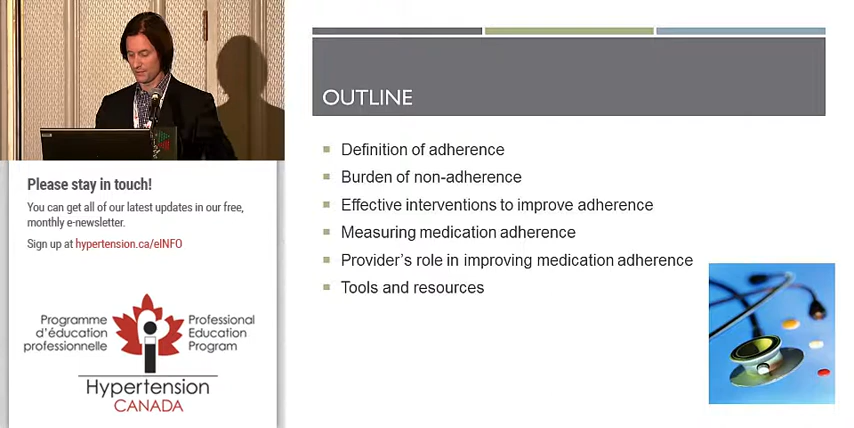 OUTLINE
Definition of adherence
Burden of non-adherence
Effective interventions to improve adherence
Measuring medication adherence
Provider's role in improving medication adherence
Tools and resources
Please stay in touch!
You can get all of our latest updates in our free,
monthly e-newsletter.
Sign up at hypertension.ca/eINFO
Programme
d'éducation
professionnelle
Professional
Education
Program
Hypertension
CANADA